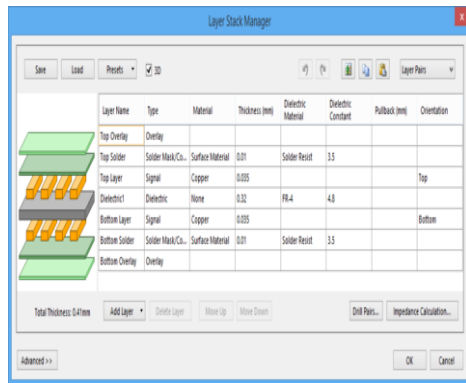 Layer Stack Manager
x
Save Load Presets 3D Layer Pairs
Layer Name Type Material Thickness (mm) Dielectric Material Dielectric Constant Pullback (mm) Orientation
Top Overlay Overlay
Top Solder Solder Mask/Co... Surface Material 0.01 Solder Resist 3.5
Top Layer Signal Copper 0.035 Top
Dielectric1 Dielectric None 0.32 FR-4 4.8
Bottom Layer Signal Copper 0.035 Bottom
Bottom Solder Solder Mask/Co... Surface Material 0.01 Solder Resist 3.5
Bottom Overlay Overlay
Total Thickness: 0.41mm Add Layer Delete Layer Move Up Move Down Drill Pairs... Impedance Calculation...
Advanced >> OK Cancel